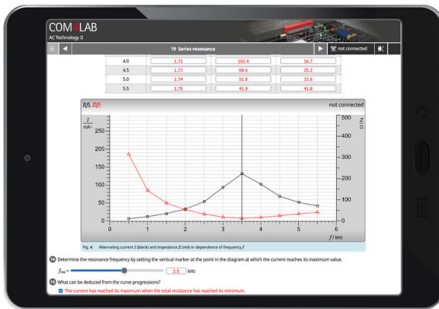 COM4LAB
AC Technology II
19 Series resonance
not connected
4.0 1.71 102.4 16.7
4.5 1.73 68.6 25.2
5.0 1.74 51.8 33.6
5.5 1.75 41.9 41.8
I(f), Z(f) not connected
I
mA
Z
Ω
250
200
150
100
50
0
500
400
300
200
100
0
0 1 2 3 4 5 6
f / kHz
Fig. 4. Alternating current I (black) and impedance Z (red) in dependence of frequency f
Determine the resonance frequency by setting the vertical marker at the point in the diagram at which the current reaches its maximum value.
fres = 3.5 kHz
What can be deduced from the curve progressions?
The current has reached its maximum when the total resistance has reached its minimum.